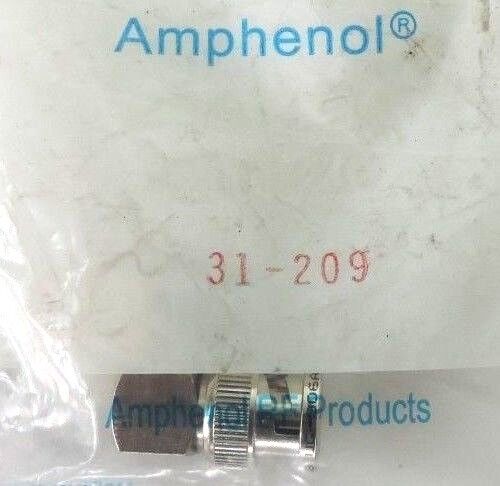 Amphenol®
31-209
Amphenol RF Products